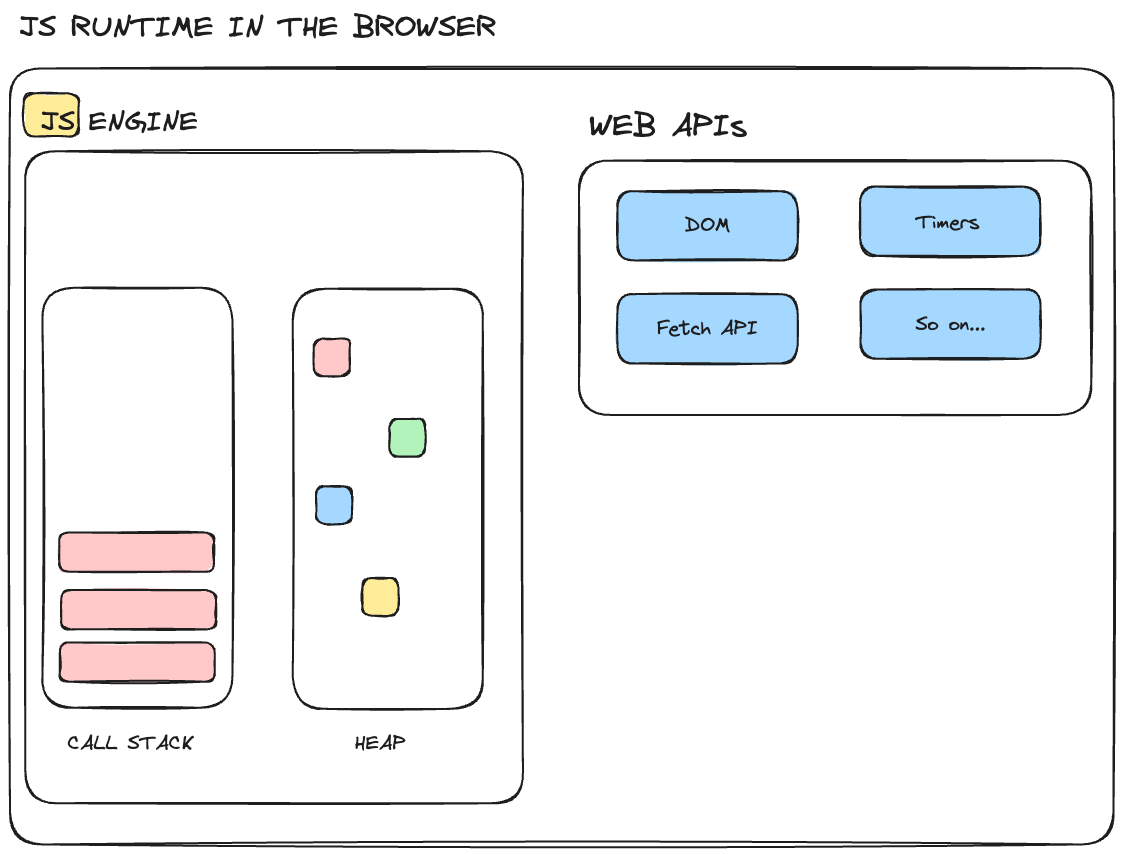 JS RUNTIME IN THE BROWSER
JS ENGINE
WEB APIs
DOM
Timers
Fetch API
So on...
CALL STACK
HEAP